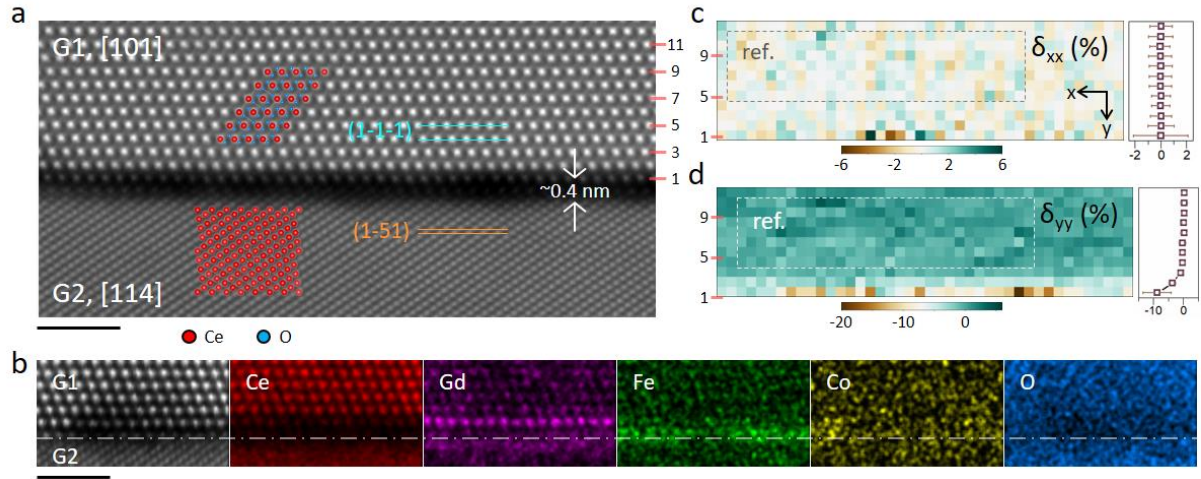 a
G1, [101]
(1-1-1)
~0.4 nm
(1-51)
G2, [114]
11
9
7
5
3
1
Ce
O
b
G1
G2
Ce
Gd
Fe
Co
O
c
ref.
δxx (%)
x
y
9
5
1
-6 -2 2 6
-2 0 2
d
ref.
δyy (%)
9
5
1
-20 -10 0
-10 0